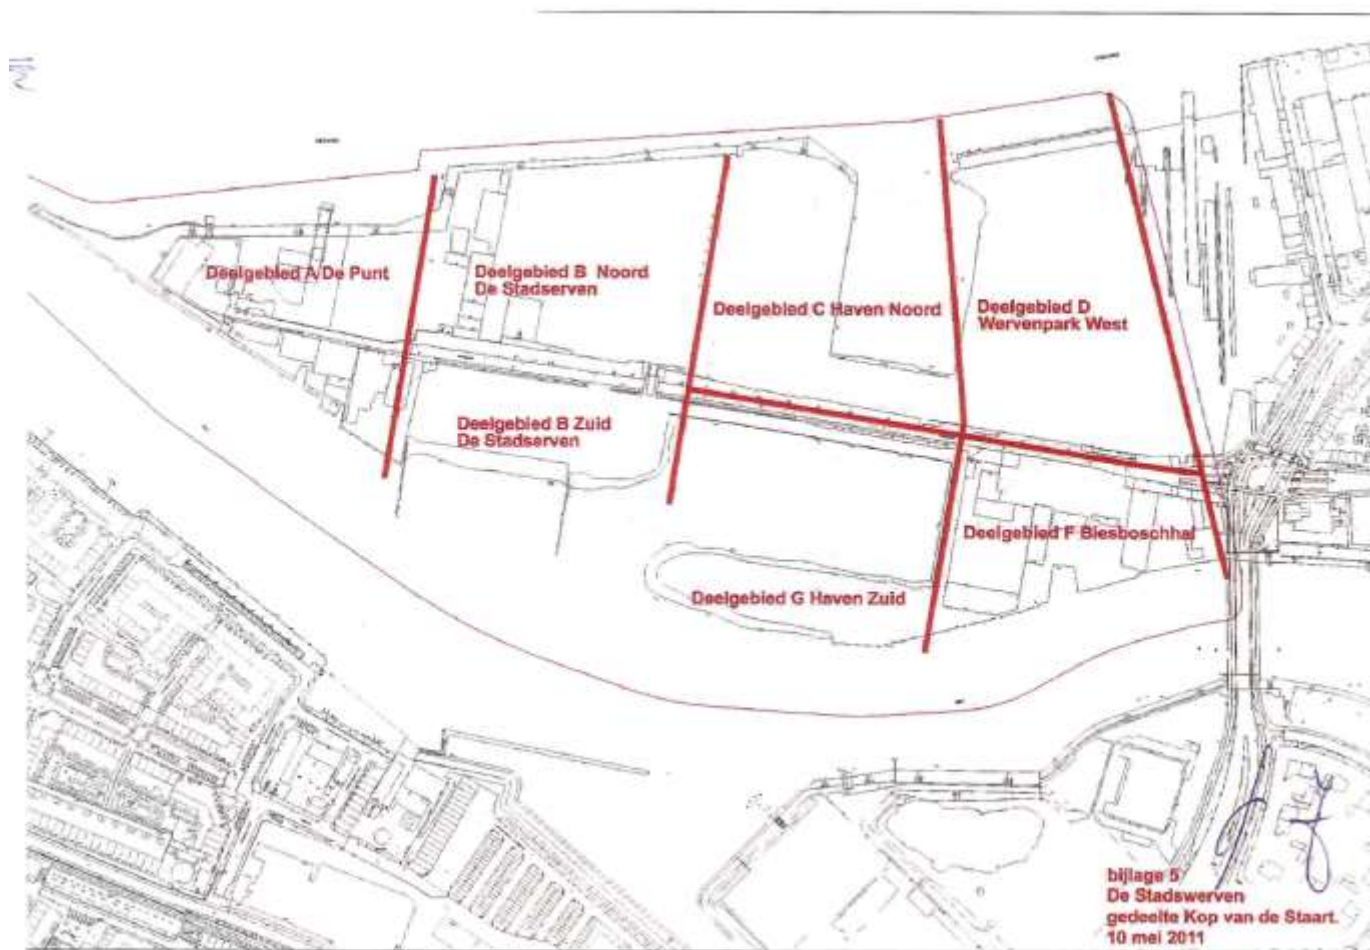 Deelgebied A De Punt
Deelgebied B Noord
De Stadserven
Deelgebied C Haven Noord
Deelgebied D
Wervenpark West
Deelgebied B Zuid
De Stadserven
Deelgebied F Biesboschhal
Deelgebied G Haven Zuid
bijlage 5
De Stadswerven
gedeelte Kop van de Staart.
10 mei 2011